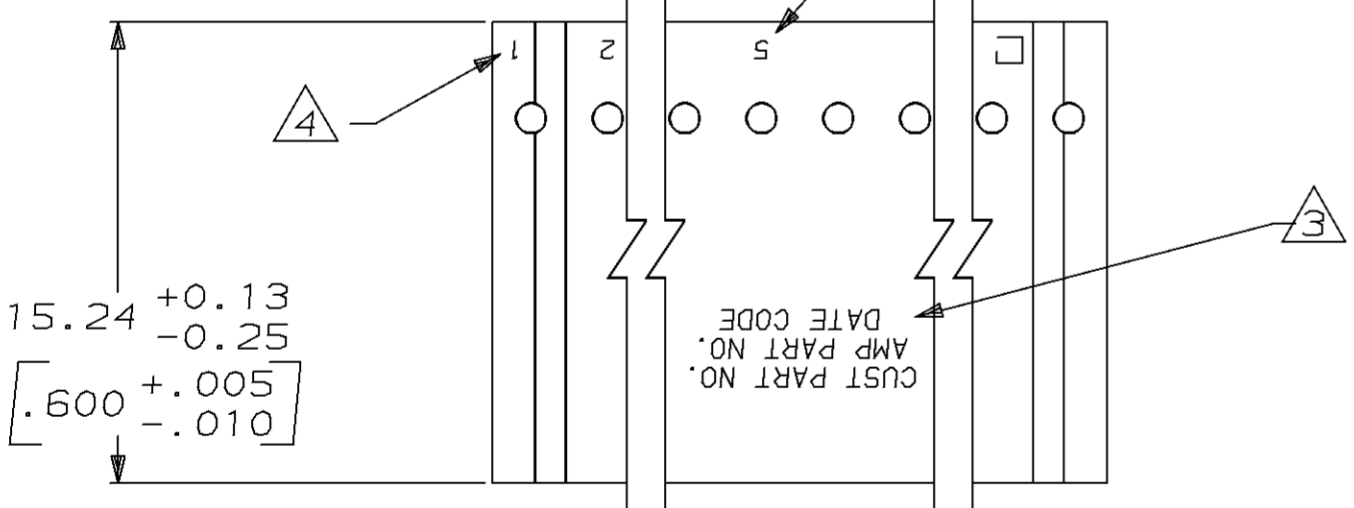 1 2 5
4
3
15.24 +0.13
-0.25
[.600 +.005
-.010]
CUST PART NO.
AMP PART NO.
DATE CODE